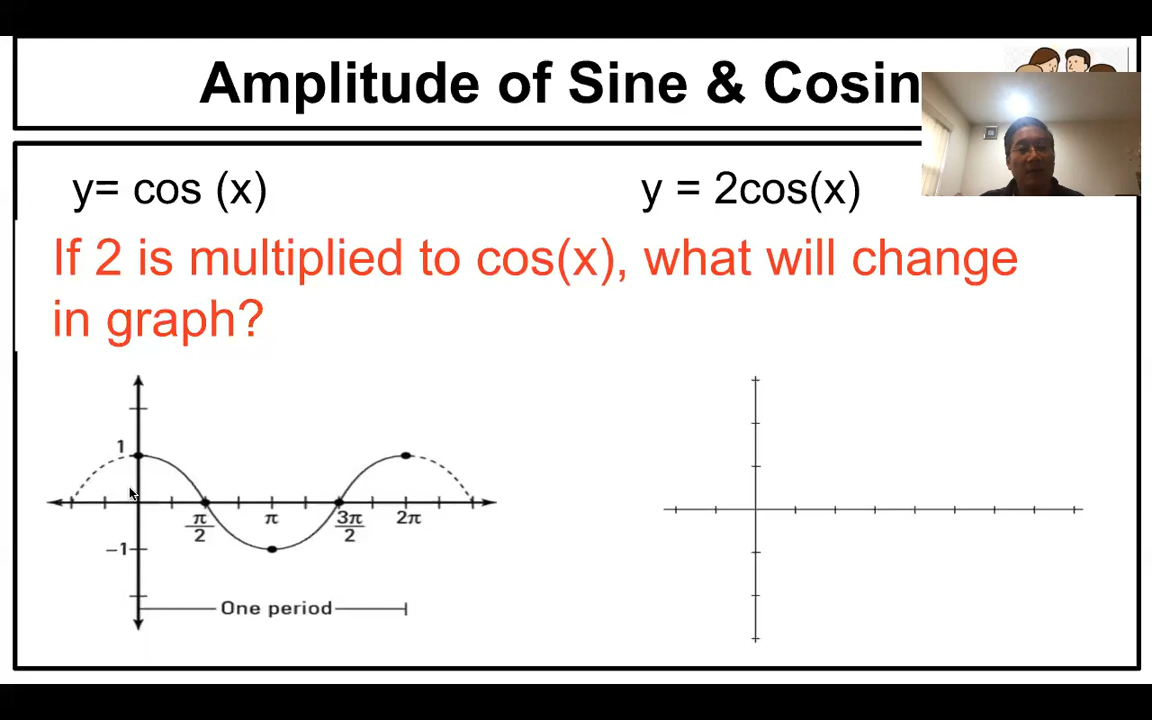 Amplitude of Sine & Cosin
y= cos (x)
y = 2cos(x)
If 2 is multiplied to cos(x), what will change
in graph?
1
π/2
π
3π/2
2π
-1
One period